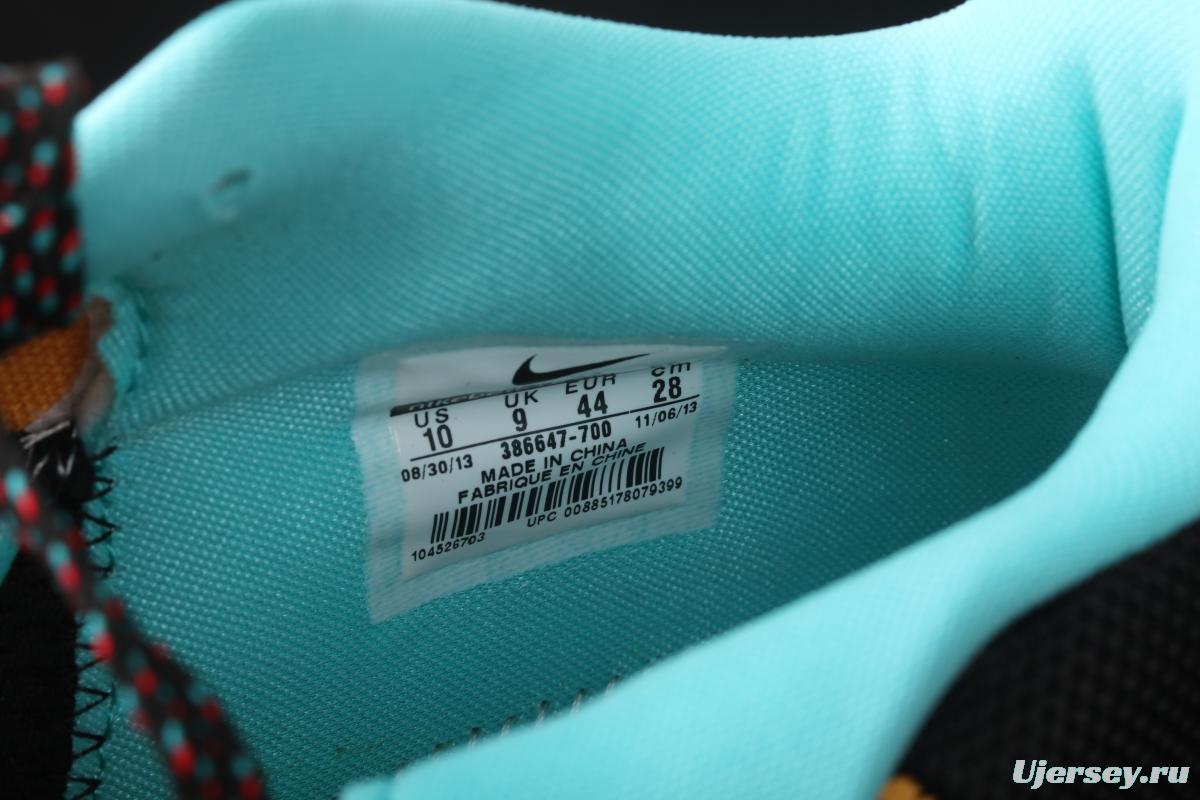 US UK EUR cm
10 9 44 28
386647-700
08/30/13 11/06/13
MADE IN CHINA
FABRIQUE EN CHINE
UPC 00885178079399
104526703
Ujersey.ru